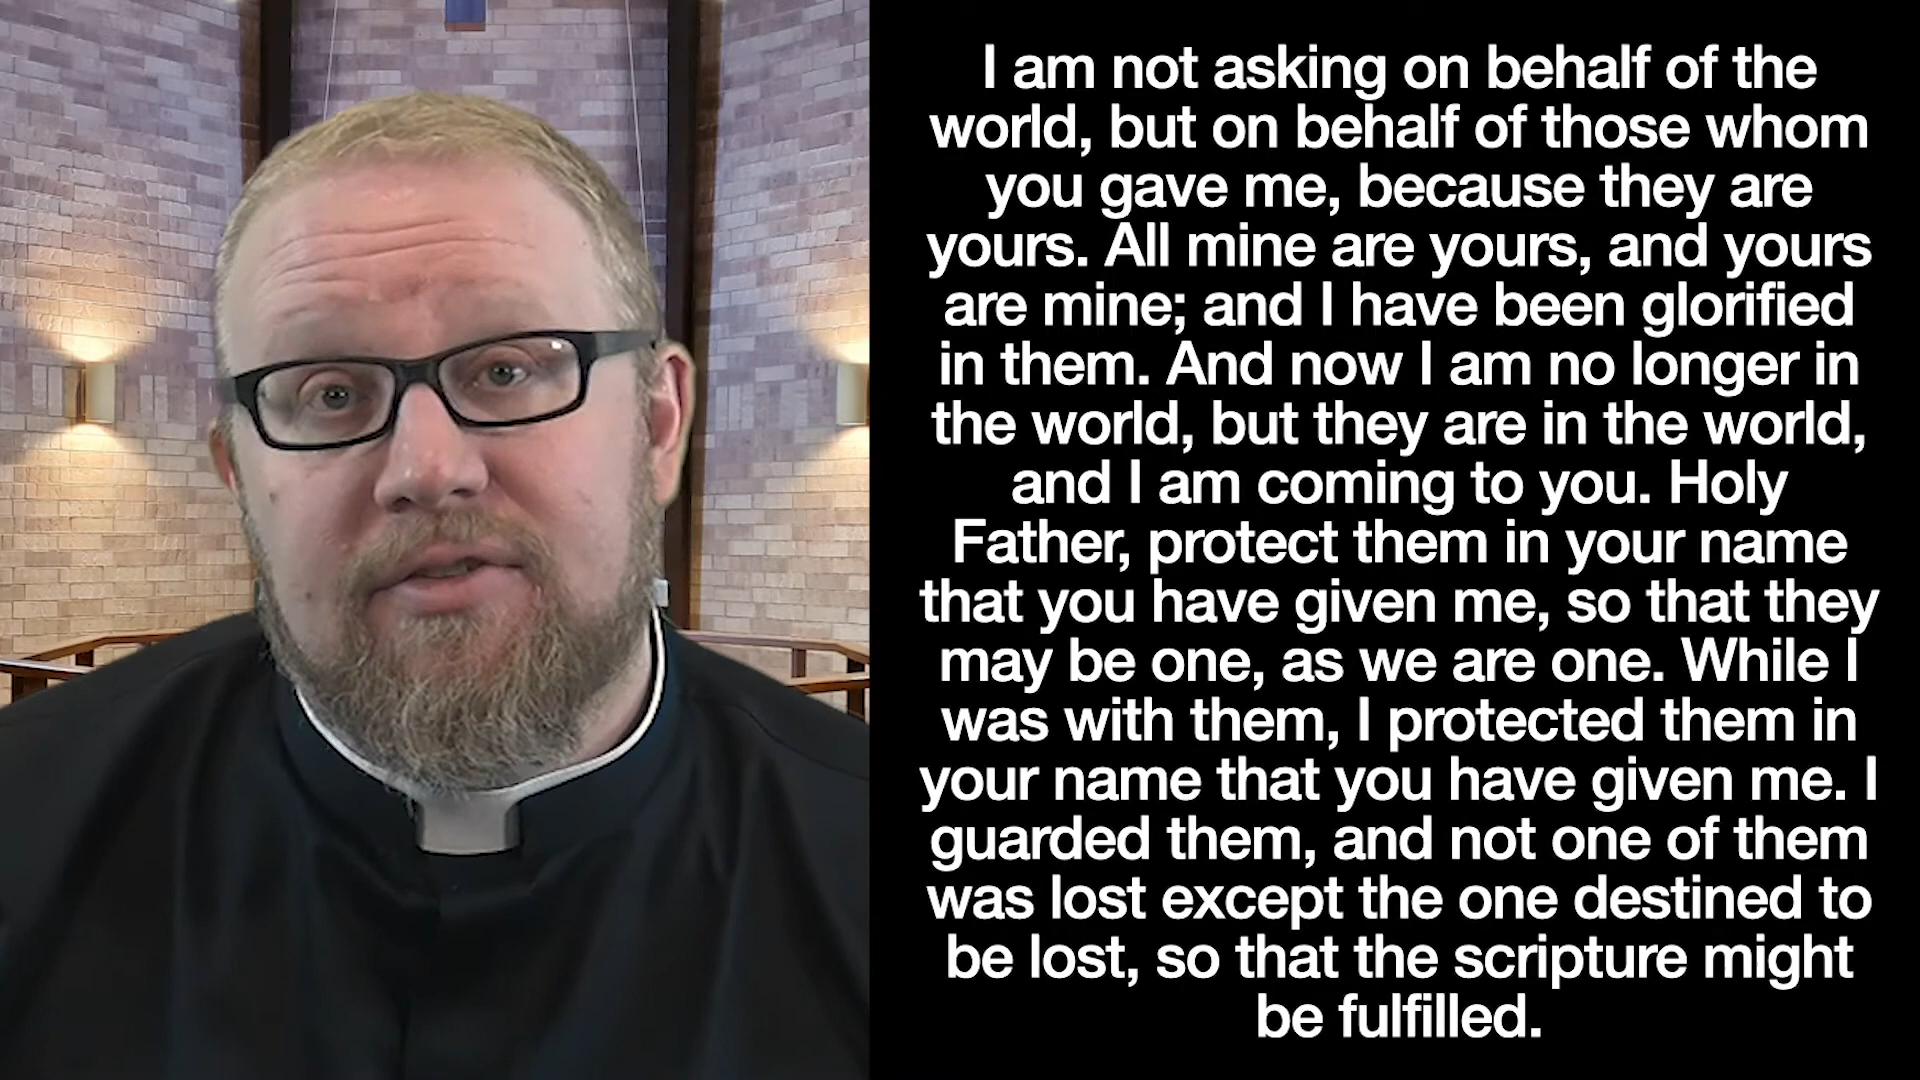 I am not asking on behalf of the
world, but on behalf of those whom
you gave me, because they are
yours. All mine are yours, and yours
are mine; and I have been glorified
in them. And now I am no longer in
the world, but they are in the world,
and I am coming to you. Holy
Father, protect them in your name
that you have given me, so that they
may be one, as we are one. While I
was with them, I protected them in
your name that you have given me. I
guarded them, and not one of them
was lost except the one destined to
be lost, so that the scripture might
be fulfilled.